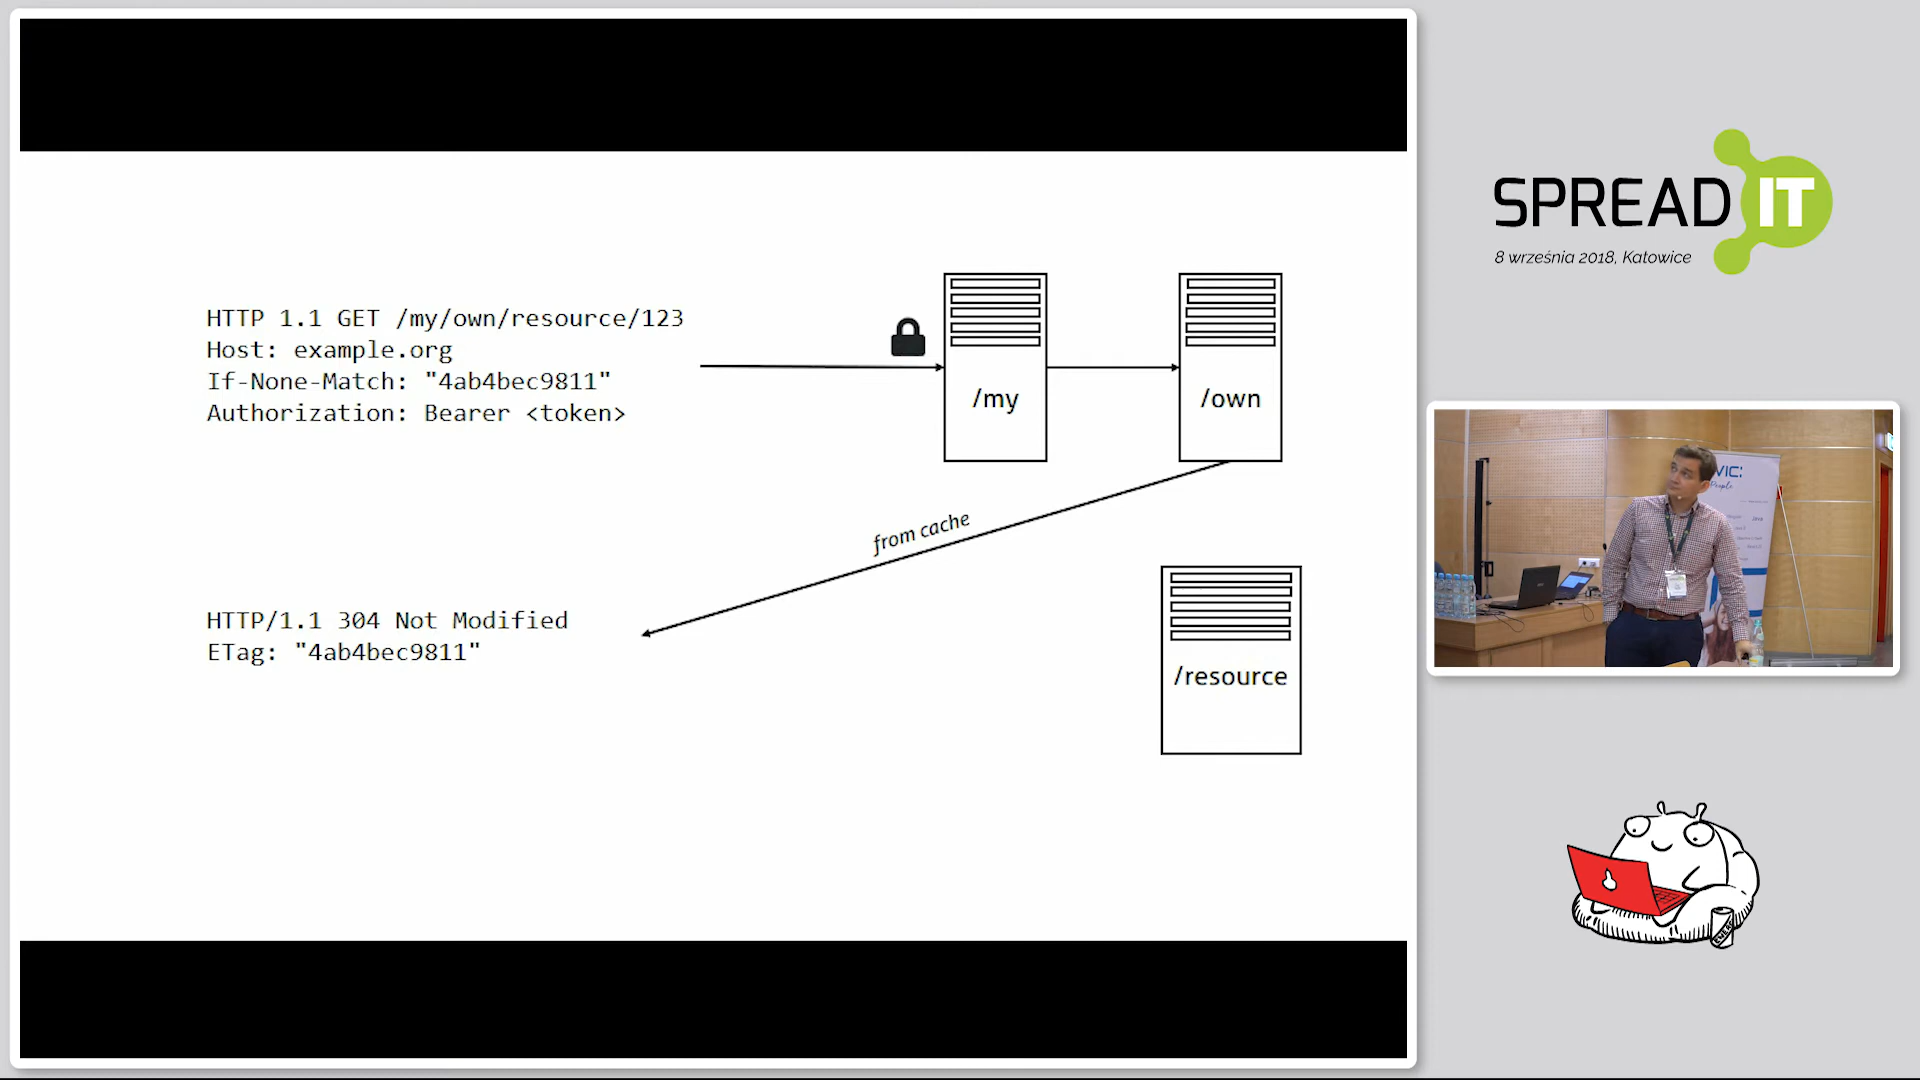 HTTP 1.1 GET /my/own/resource/123
Host: example.org
If-None-Match: "4ab4bec9811"
Authorization: Bearer <token>
/my
/own
from cache
HTTP/1.1 304 Not Modified
ETag: "4ab4bec9811"
/resource
SPREAD IT
8 września 2018, Katowice
People